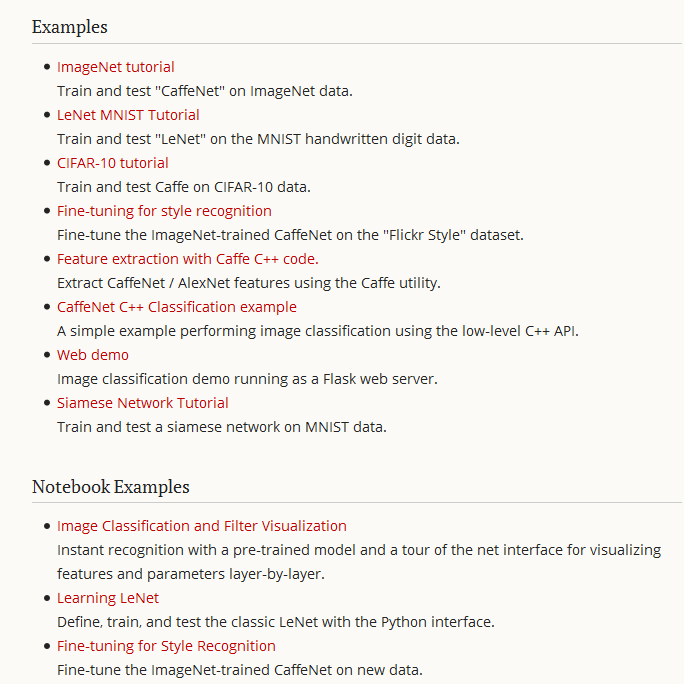 Examples
ImageNet tutorial
Train and test "CaffeNet" on ImageNet data.
LeNet MNIST Tutorial
Train and test "LeNet" on the MNIST handwritten digit data.
CIFAR-10 tutorial
Train and test Caffe on CIFAR-10 data.
Fine-tuning for style recognition
Fine-tune the ImageNet-trained CaffeNet on the "Flickr Style" dataset.
Feature extraction with Caffe C++ code.
Extract CaffeNet / AlexNet features using the Caffe utility.
CaffeNet C++ Classification example
A simple example performing image classification using the low-level C++ API.
Web demo
Image classification demo running as a Flask web server.
Siamese Network Tutorial
Train and test a siamese network on MNIST data.
Notebook Examples
Image Classification and Filter Visualization
Instant recognition with a pre-trained model and a tour of the net interface for visualizing
features and parameters layer-by-layer.
Learning LeNet
Define, train, and test the classic LeNet with the Python interface.
Fine-tuning for Style Recognition
Fine-tune the ImageNet-trained CaffeNet on new data.